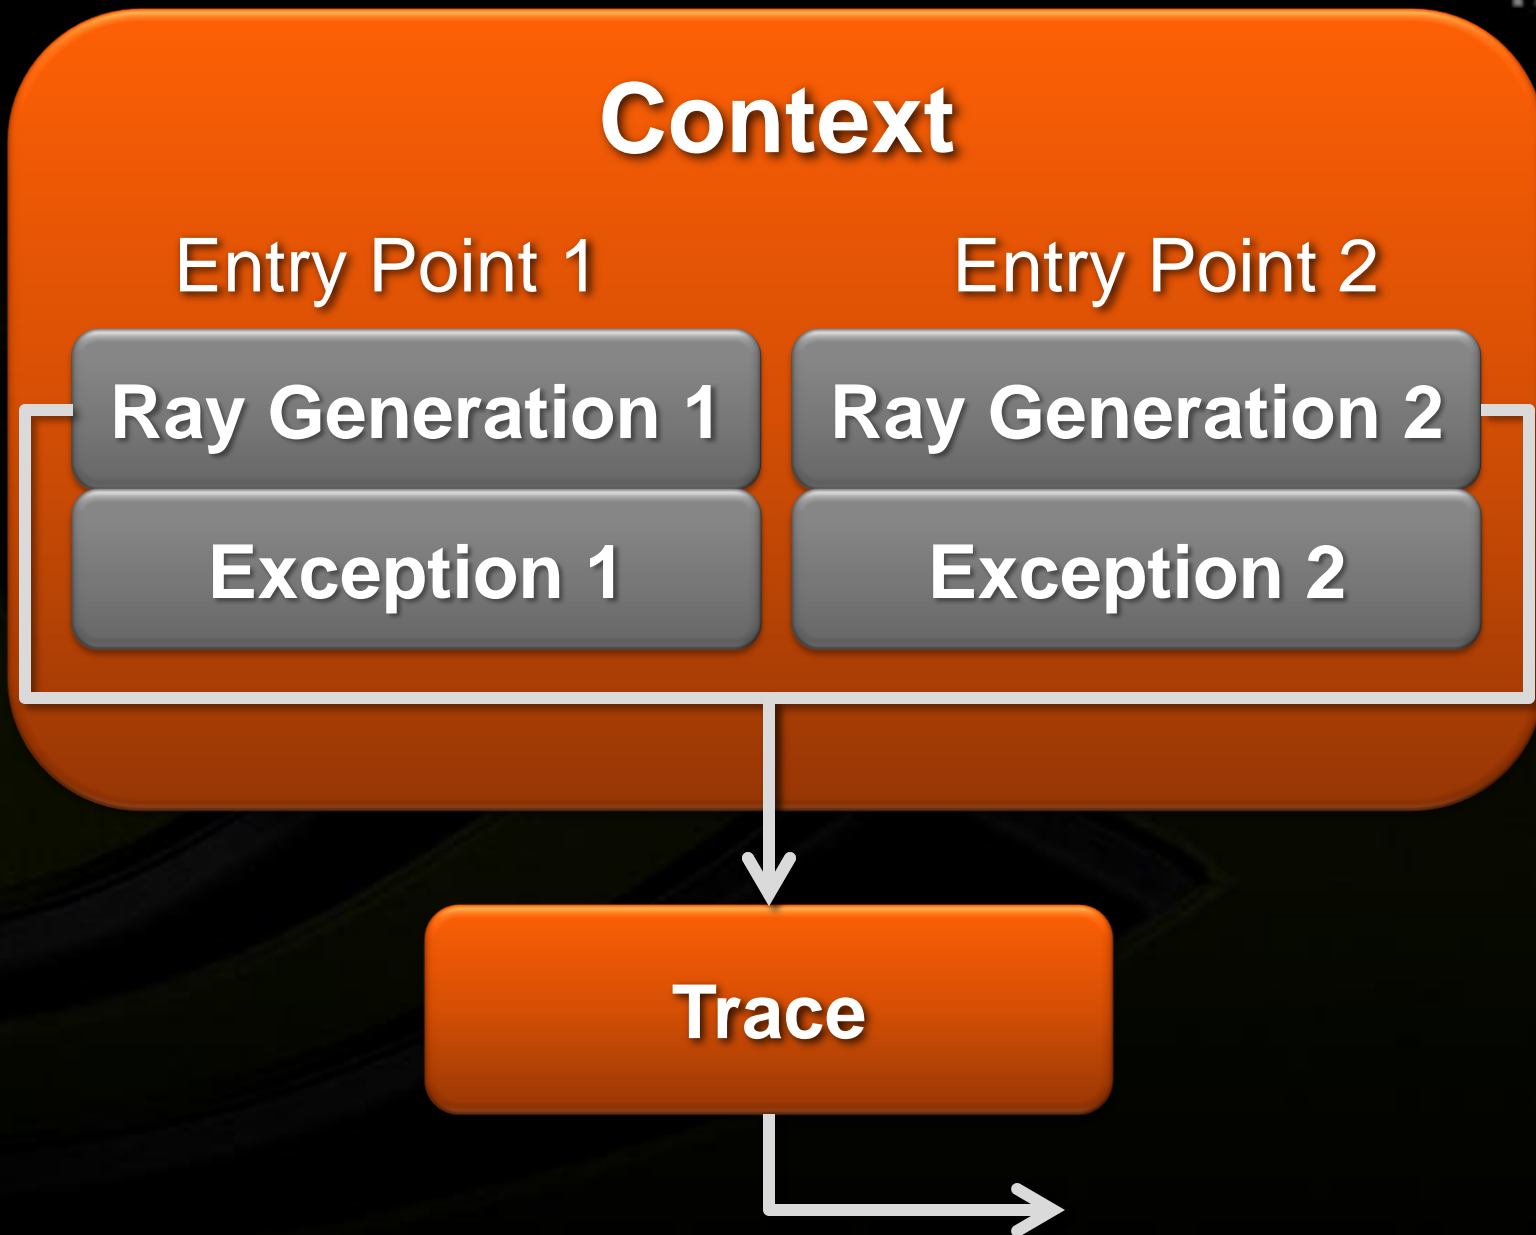 Context
Entry Point 1
Entry Point 2
Ray Generation 1
Ray Generation 2
Exception 1
Exception 2
Trace